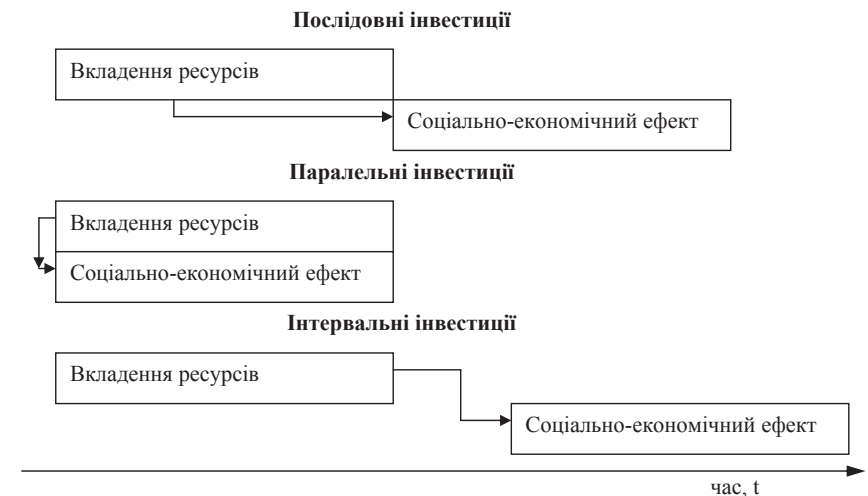 Послідовні інвестиції
Вкладення ресурсів
Соціально-економічний ефект
Паралельні інвестиції
Вкладення ресурсів
Соціально-економічний ефект
Інтервальні інвестиції
Вкладення ресурсів
Соціально-економічний ефект
час, t